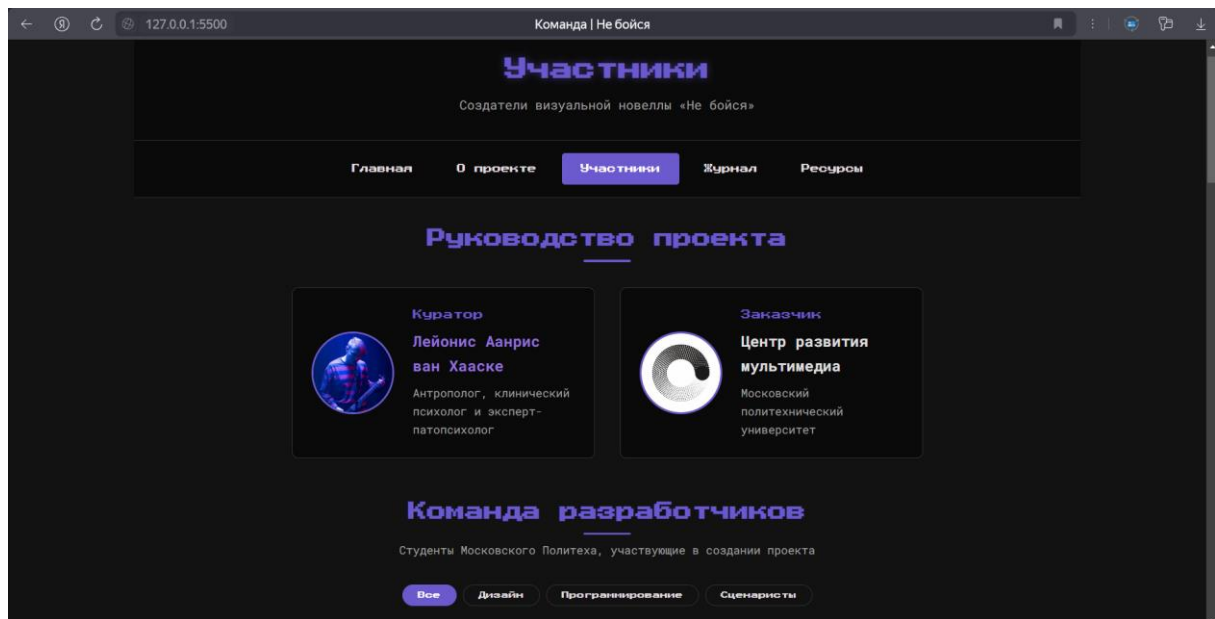 127.0.0.1:5500
Команда | Не бойся
Участники
Создатели визуальной новеллы «Не бойся»
Главная О проекте Участники Журнал Ресурсы
Руководство проекта
Куратор
Лейонис Аанрис
ван Хааске
Антрополог, клинический
психолог и эксперт-
патопсихолог
Заказчик
Центр развития
мультимедиа
Московский
политехнический
университет
Команда разработчиков
Студенты Московского Политеха, участвующие в создании проекта
Все Дизайн Программирование Сценаристы